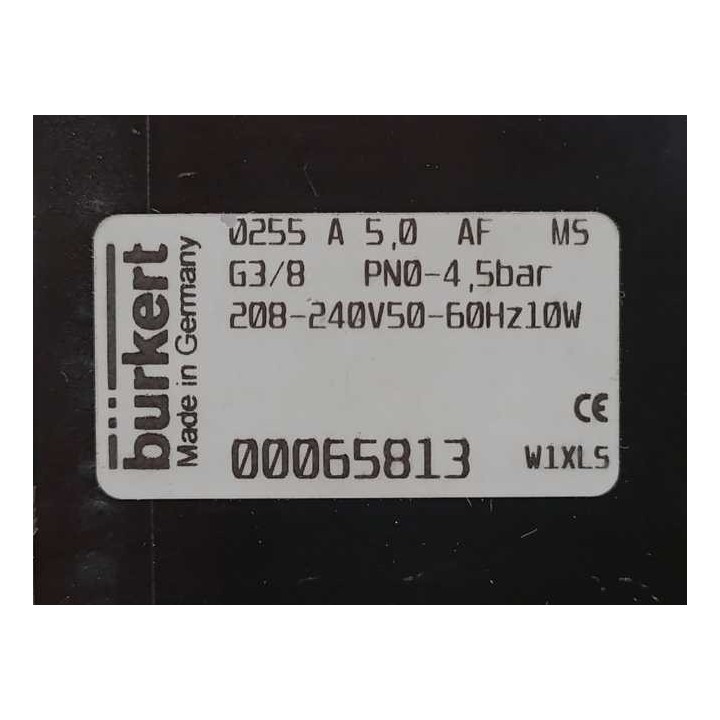 bürkert
Made in Germany
0255 A 5,0 AF MS
G3/8 PN0-4,5bar
208-240V50-60Hz10W
CE
00065813 W1XLS